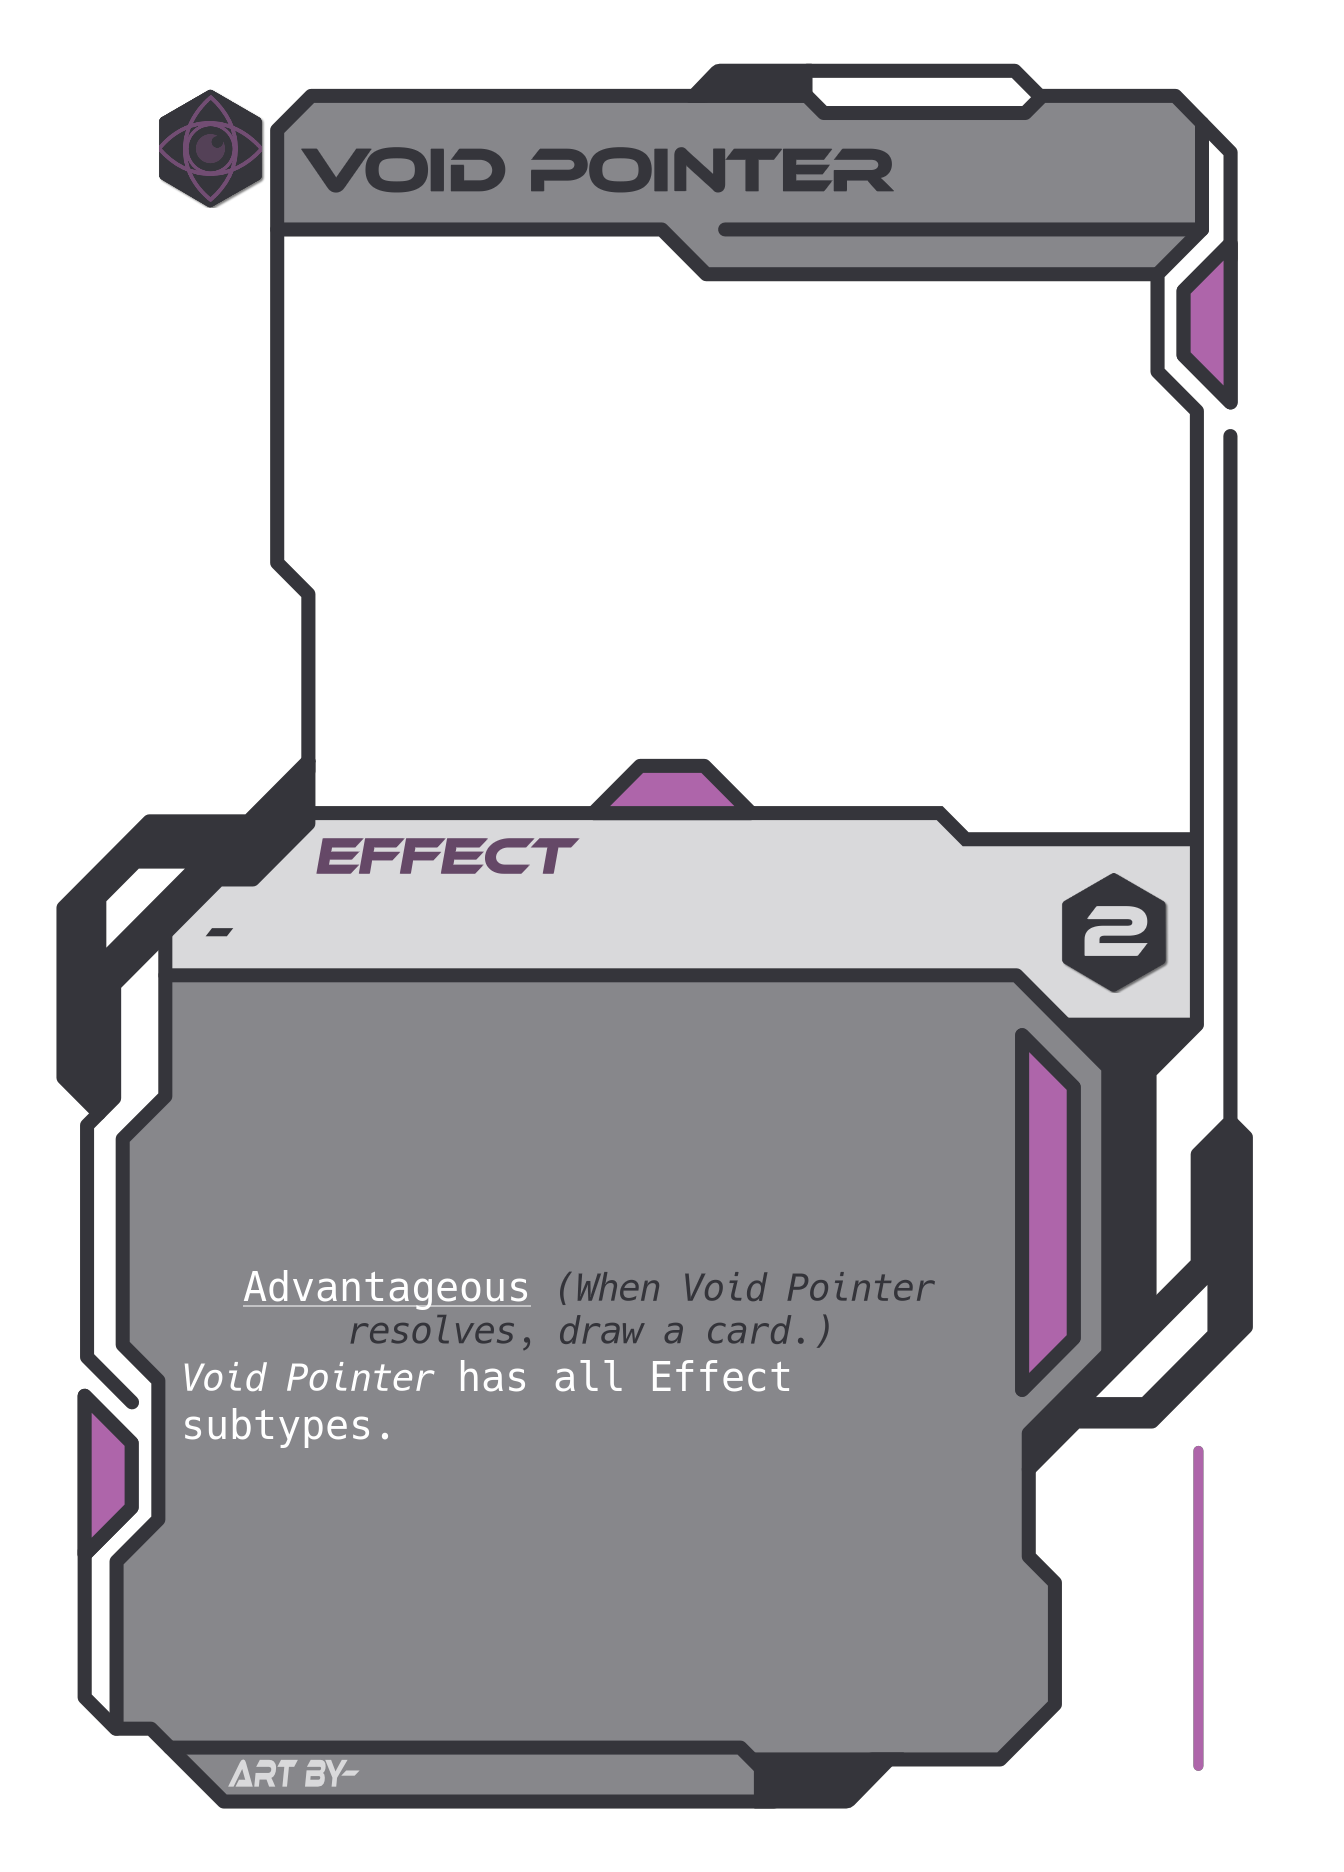 VOID POINTER
EFFECT
-
2
Advantageous (When Void Pointer
resolves, draw a card.)
Void Pointer has all Effect
subtypes.
ART BY-